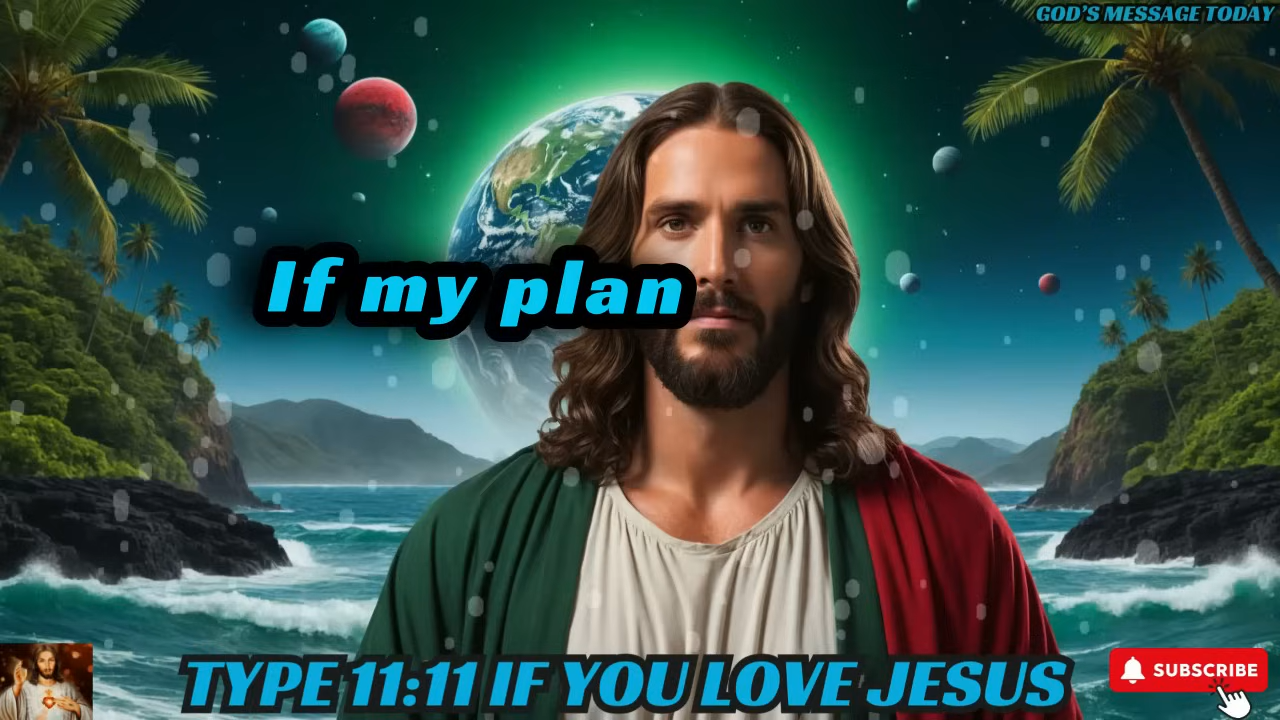 GOD'S MESSAGE TODAY
If my plan
TYPE 11:11 IF YOU LOVE JESUS
SUBSCRIBE